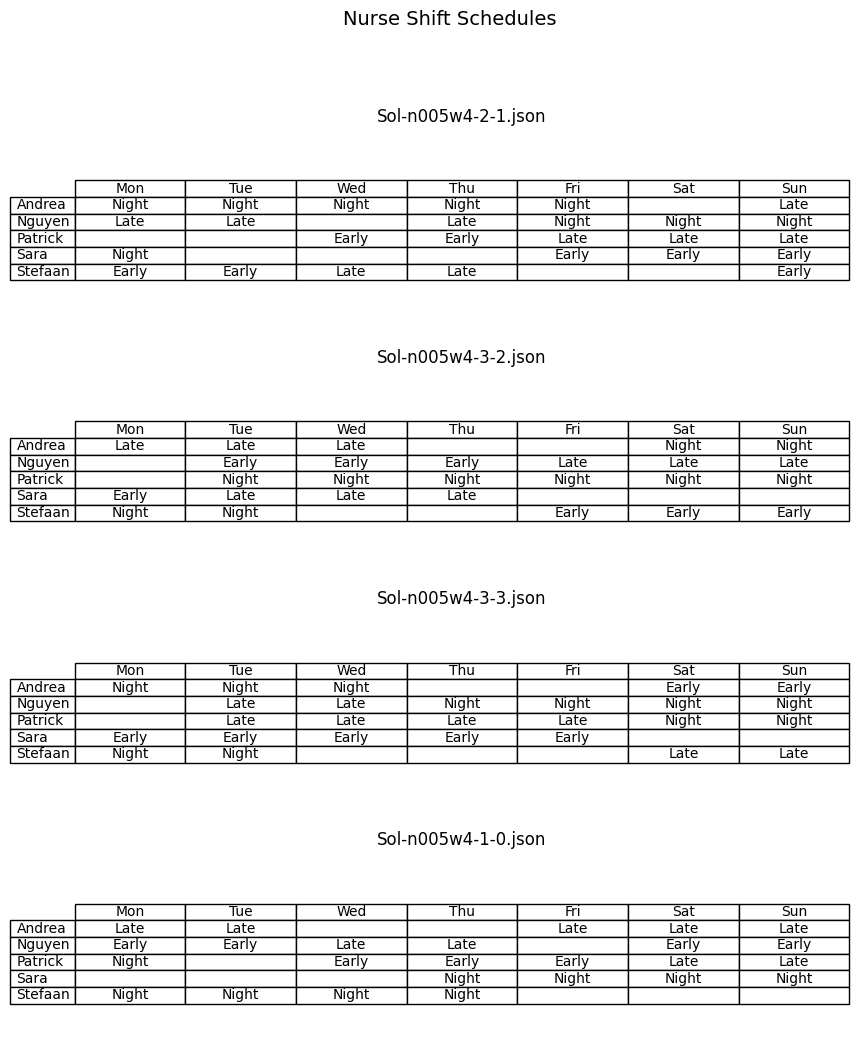 Nurse Shift Schedules
Sol-n005w4-2-1.json
Mon Tue Wed Thu Fri Sat Sun
Andrea Night Night Night Night Night Late
Nguyen Late Late Late Night Night Night
Patrick Early Early Late Late Late
Sara Night Early Early Early
Stefaan Early Early Late Late Early
Sol-n005w4-3-2.json
Mon Tue Wed Thu Fri Sat Sun
Andrea Late Late Late Night Night
Nguyen Early Early Early Late Late Late
Patrick Night Night Night Night Night Night
Sara Early Late Late Late
Stefaan Night Night Early Early Early
Sol-n005w4-3-3.json
Mon Tue Wed Thu Fri Sat Sun
Andrea Night Night Night Early Early
Nguyen Late Late Night Night Night Night
Patrick Late Late Late Late Night Night
Sara Early Early Early Early Early
Stefaan Night Night Late Late
Sol-n005w4-1-0.json
Mon Tue Wed Thu Fri Sat Sun
Andrea Late Late Late Late Late
Nguyen Early Early Late Late Early Early
Patrick Night Early Early Early Late Late
Sara Night Night Night Night
Stefaan Night Night Night Night